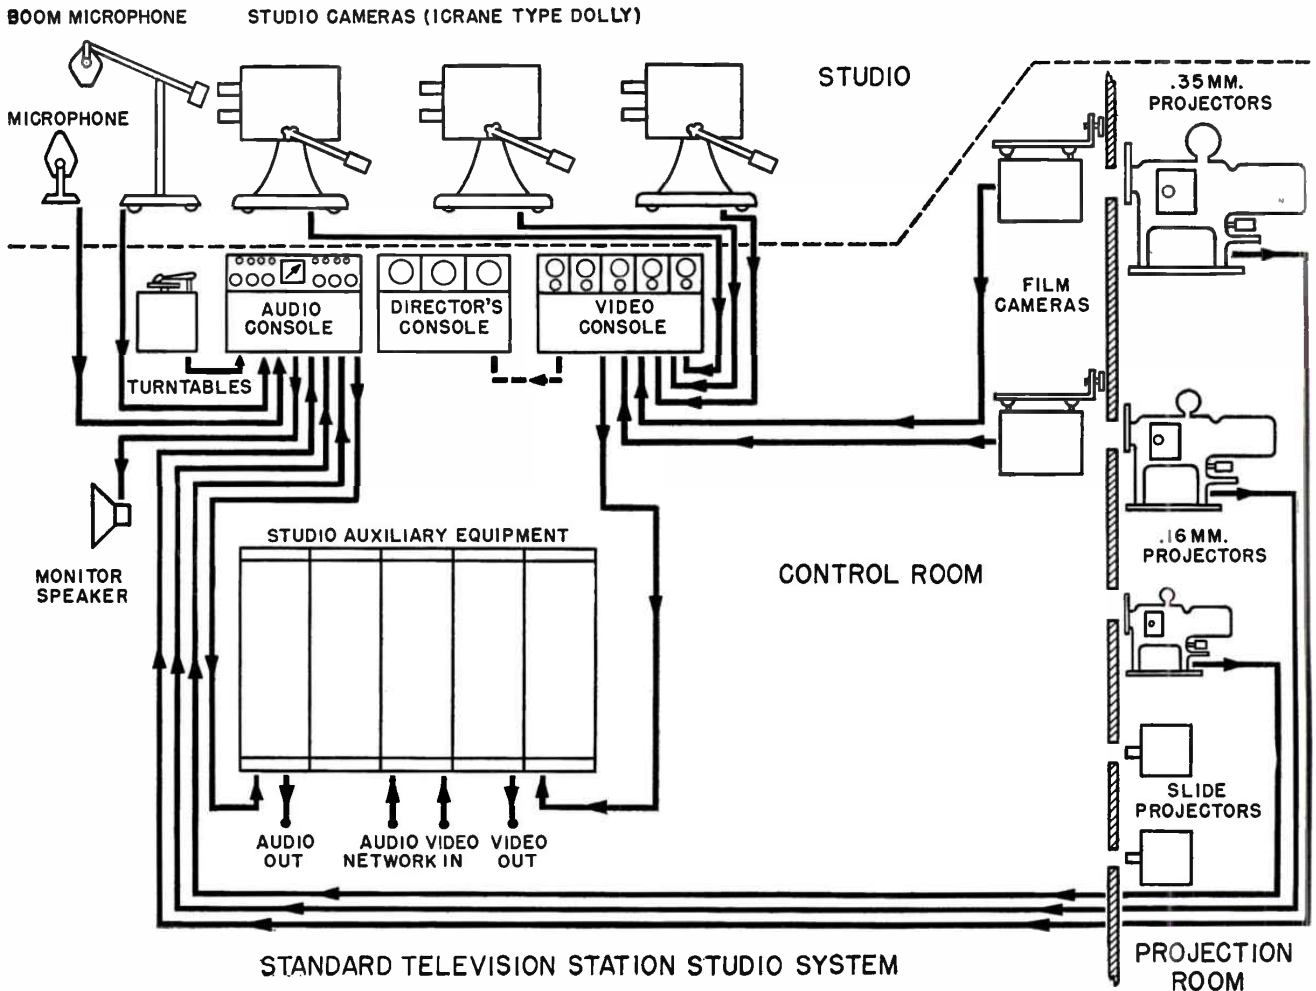 BOOM MICROPHONE
STUDIO CAMERAS (1CRANE TYPE DOLLY)
STUDIO
.35MM.
PROJECTORS
MICROPHONE
FILM
CAMERAS
AUDIO
CONSOLE
DIRECTOR'S
CONSOLE
VIDEO
CONSOLE
TURNTABLES
STUDIO AUXILIARY EQUIPMENT
.16MM.
PROJECTORS
CONTROL ROOM
MONITOR
SPEAKER
SLIDE
PROJECTORS
AUDIO
OUT
AUDIO VIDEO
NETWORK IN
VIDEO
OUT
STANDARD TELEVISION STATION STUDIO SYSTEM
PROJECTION
ROOM